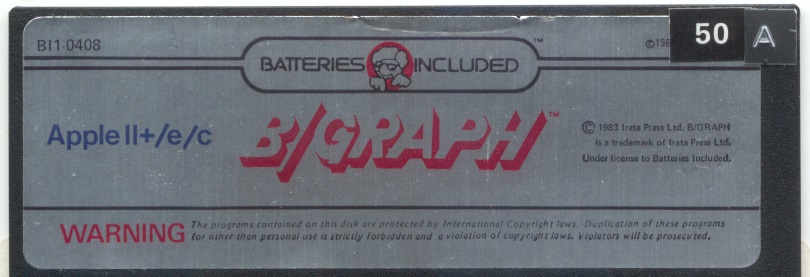 BI1-0408
BATTERIES INCLUDED ™
©198
50 A
Apple II+/e/c
B/GRAPH™
© 1983 Irata Press Ltd. B/GRAPH
is a trademark of Irata Press Ltd.
Under license to Batteries Included.
WARNING
The programs contained on this disk are protected by International Copyright laws. Duplication of these programs
for other than personal use is strictly forbidden and a violation of copyright laws. Violators will be prosecuted.